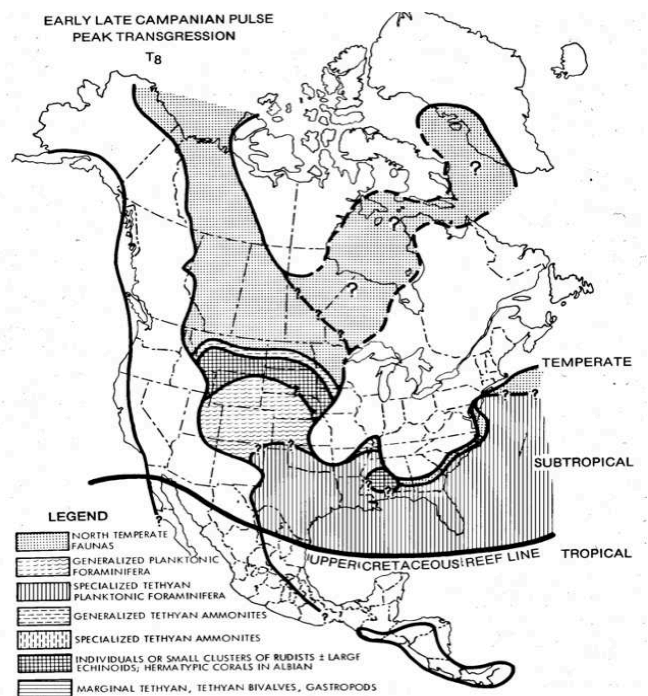 EARLY LATE CAMPANIAN PULSE
PEAK TRANSGRESSION
T8
?
?
?
TEMPERATE
SUBTROPICAL
UPPER CRETACEOUS REEF LINE
TROPICAL
LEGEND
NORTH TEMPERATE
FAUNAS
GENERALIZED PLANKTONIC
FORAMINIFERA
SPECIALIZED TETHYAN
PLANKTONIC FORAMINIFERA
GENERALIZED TETHYAN AMMONITES
SPECIALIZED TETHYAN AMMONITES
INDIVIDUALS OR SMALL CLUSTERS OF RUDISTS ± LARGE
ECHINOIDS; HERMATYPIC CORALS IN ALBIAN
MARGINAL TETHYAN, TETHYAN BIVALVES, GASTROPODS